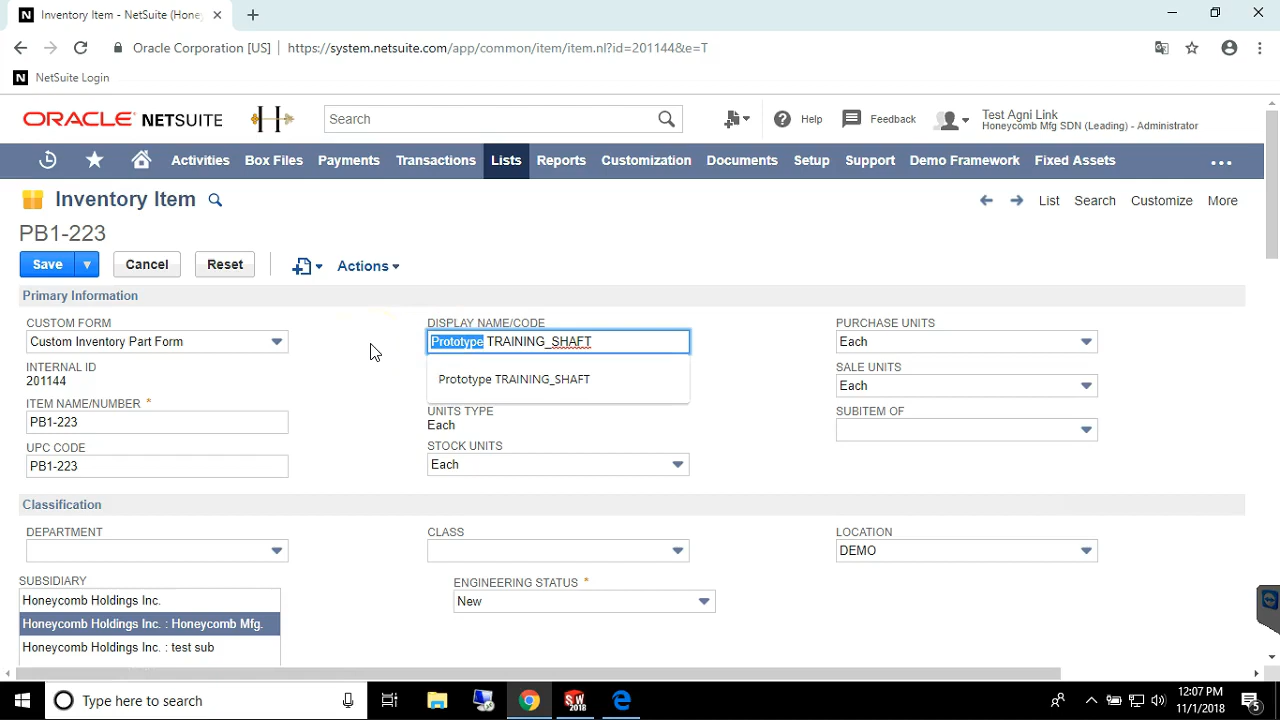 Inventory Item - NetSuite (Hone
Oracle Corporation [US] https://system.netsuite.com/app/common/item/item.nl?id=201144&e=T
N NetSuite Login
ORACLE NETSUITE H Search Help Feedback Test Agni Link
Honeycomb Mfg SDN (Leading) - Administrator
Activities Box Files Payments Transactions Lists Reports Customization Documents Setup Support Demo Framework Fixed Assets
Inventory Item List Search Customize More
PB1-223
Save Cancel Reset Actions
Primary Information
CUSTOM FORM
Custom Inventory Part Form
INTERNAL ID
201144
ITEM NAME/NUMBER *
PB1-223
UPC CODE
PB1-223
DISPLAY NAME/CODE
Prototype TRAINING_SHAFT
Prototype TRAINING_SHAFT
UNITS TYPE
Each
STOCK UNITS
Each
PURCHASE UNITS
Each
SALE UNITS
Each
SUBITEM OF
Classification
DEPARTMENT
SUBSIDIARY
Honeycomb Holdings Inc.
Honeycomb Holdings Inc. : Honeycomb Mfg.
Honeycomb Holdings Inc. : test sub
CLASS
ENGINEERING STATUS *
New
LOCATION
DEMO
Type here to search
SW
2018
12:07 PM
11/1/2018
5